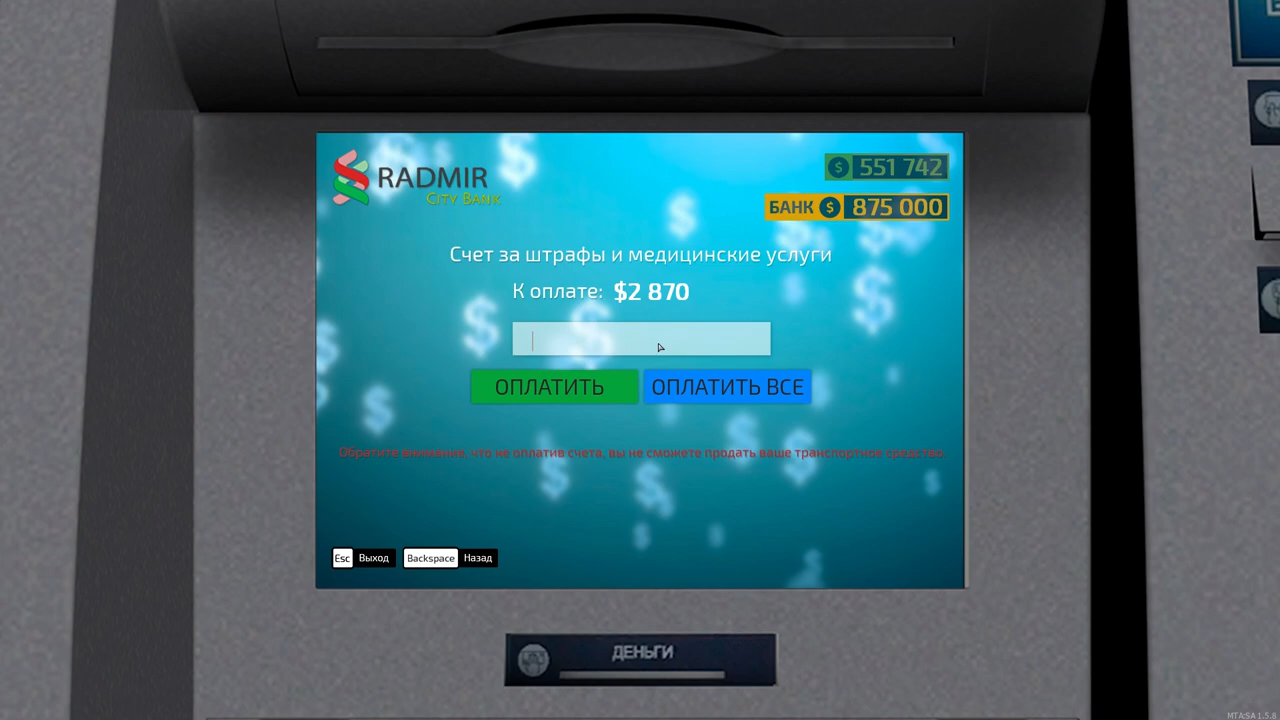 RADMIR
CITY BANK
$ 551 742
БАНК $ 875 000
Счет за штрафы и медицинские услуги
К оплате: $2 870
ОПЛАТИТЬ
ОПЛАТИТЬ ВСЕ
Обратите внимание, что не оплатив счета, вы не сможете продать ваше транспортное средство.
Esc Выход Backspace Назад
ДЕНЬГИ
MTA:SA 1.5.6